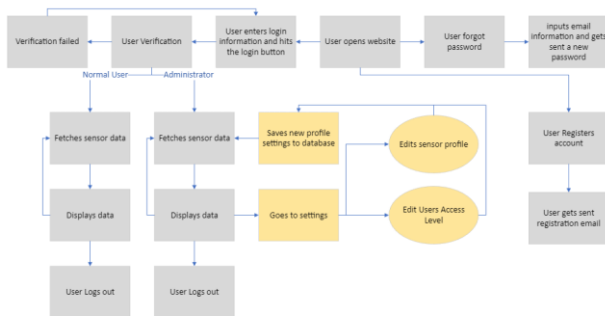 Verification failed
User Verification
User enters login
information and hits
the login button
User opens website
User forgot
password
inputs email
information and gets
sent a new
password
Normal User
Administrator
Fetches sensor data
Fetches sensor data
Saves new profile
settings to database
Edits sensor profile
User Registers
account
Displays data
Displays data
Goes to settings
Edit Users Access
Level
User gets sent
registration email
User Logs out
User Logs out